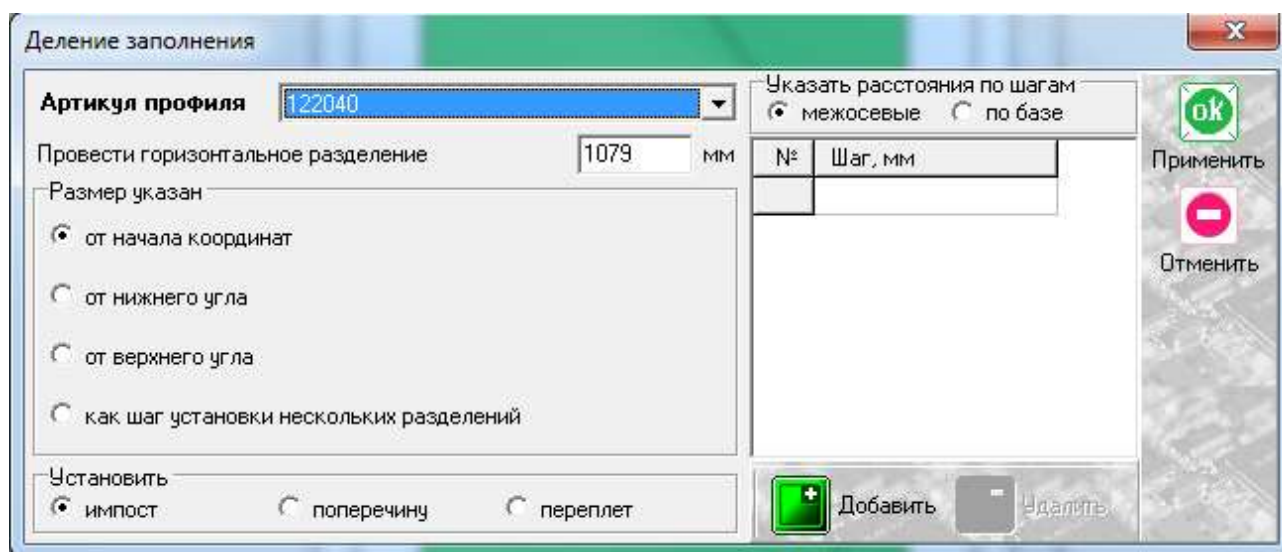 Деление заполнения
Артикул профиля 122040
Провести горизонтальное разделение 1079 мм
Размер указан
от начала координат
от нижнего угла
от верхнего угла
как шаг установки нескольких разделений
Установить
импост поперечину переплет
Указать расстояния по шагам
межосевые по базе
№ Шаг, мм
Добавить Удалить
ok
Применить
Отменить